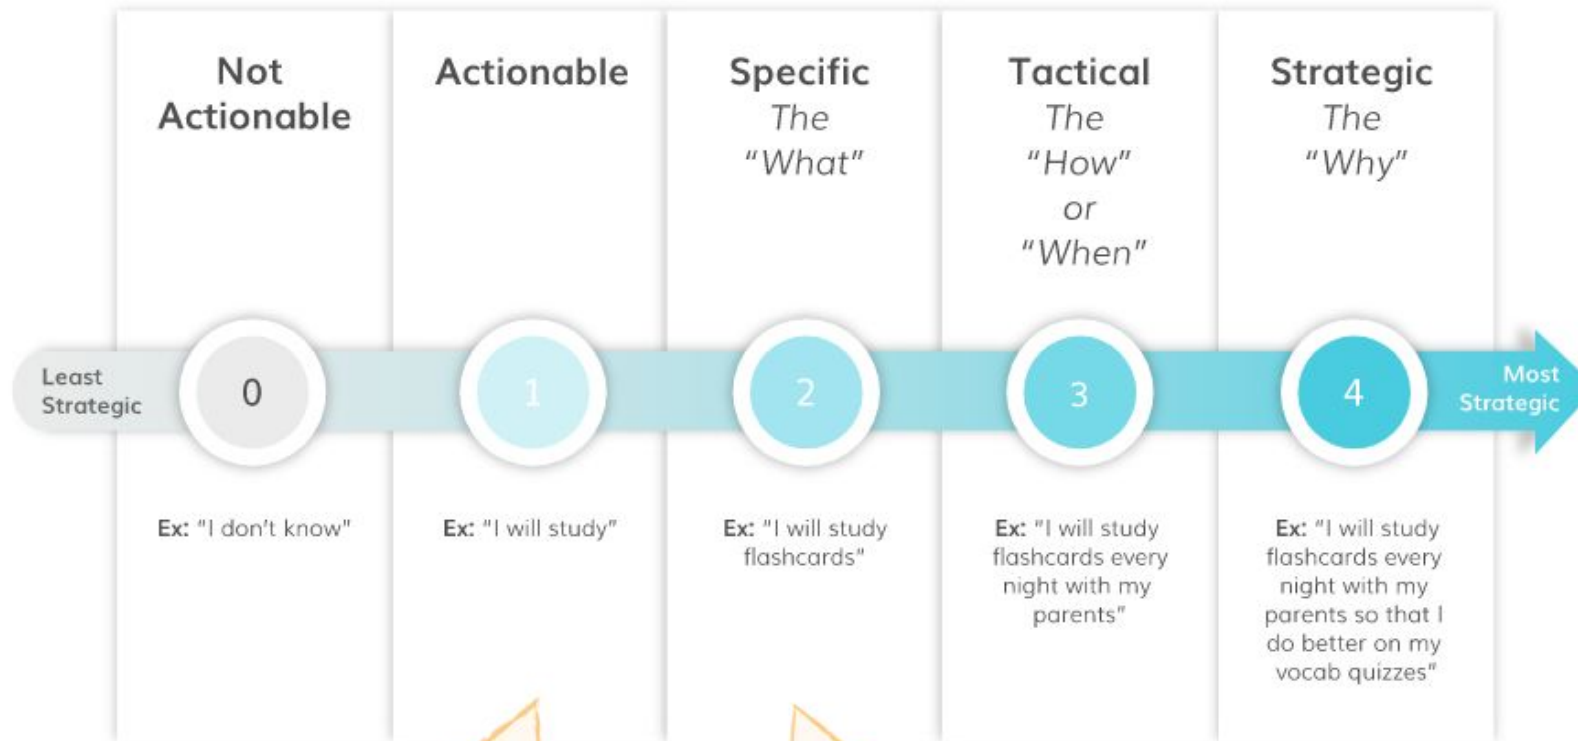 Not
Actionable
Actionable
Specific
The
“What”
Tactical
The
“How”
or
“When”
Strategic
The
“Why”
Least
Strategic
0
1
2
3
4
Most
Strategic
Ex: "I don't know"
Ex: "I will study"
Ex: "I will study
flashcards"
Ex: "I will study
flashcards every
night with my
parents"
Ex: "I will study
flashcards every
night with my
parents so that I
do better on my
vocab quizzes"